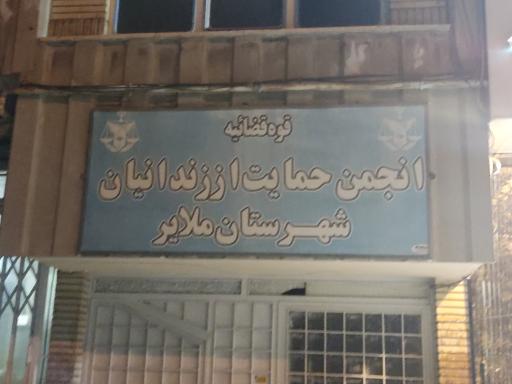 قوه قضائیه
انجمن حمایت از زندانیان
شهرستان ملایر